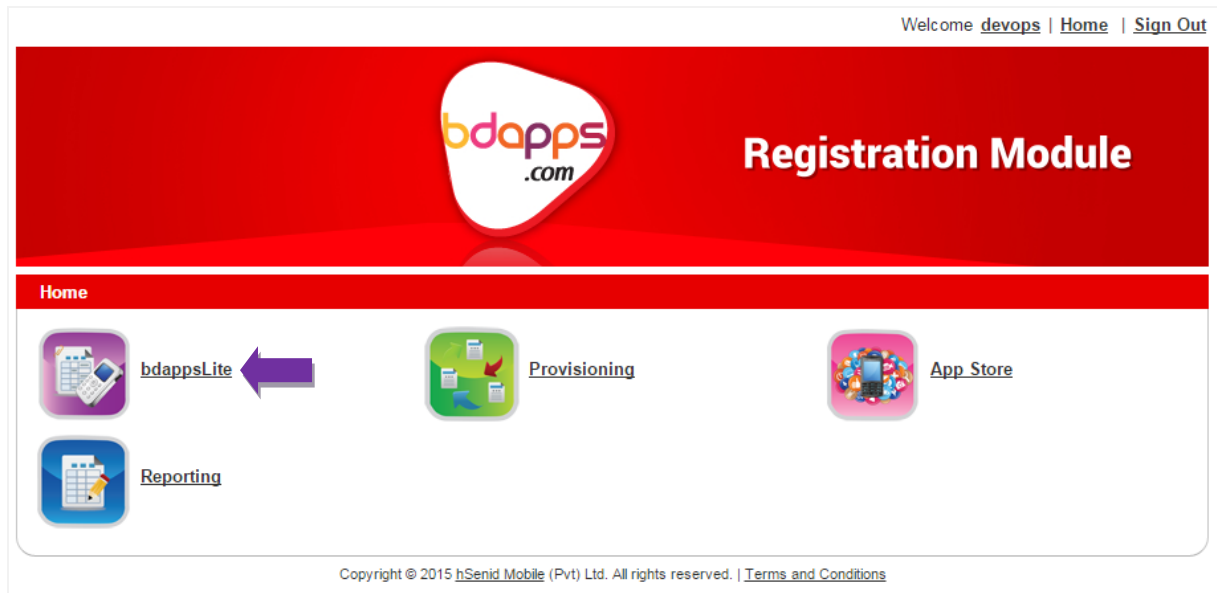 Welcome devops | Home | Sign Out
bdapps
.com
Registration Module
Home
bdappsLite
Provisioning
App Store
Reporting
Copyright © 2015 hSenid Mobile (Pvt) Ltd. All rights reserved. | Terms and Conditions